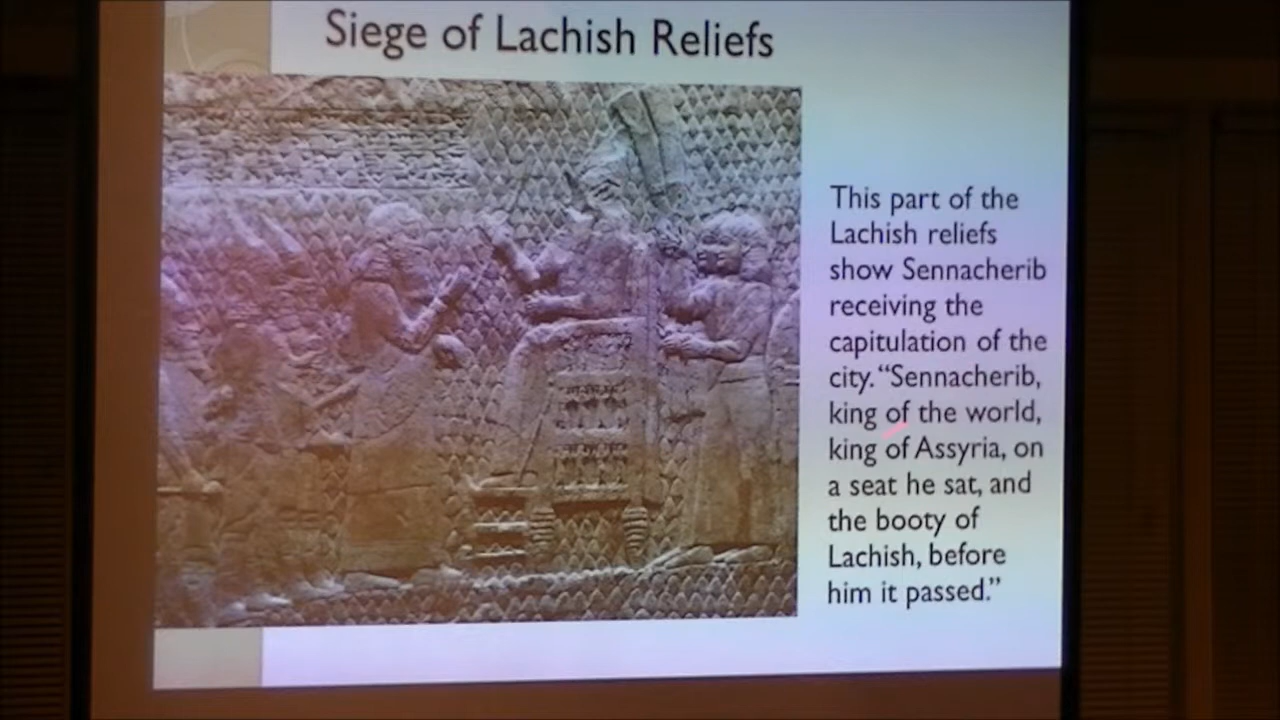 Siege of Lachish Reliefs
This part of the
Lachish reliefs
show Sennacherib
receiving the
capitulation of the
city. “Sennacherib,
king of the world,
king of Assyria, on
a seat he sat, and
the booty of
Lachish, before
him it passed.”